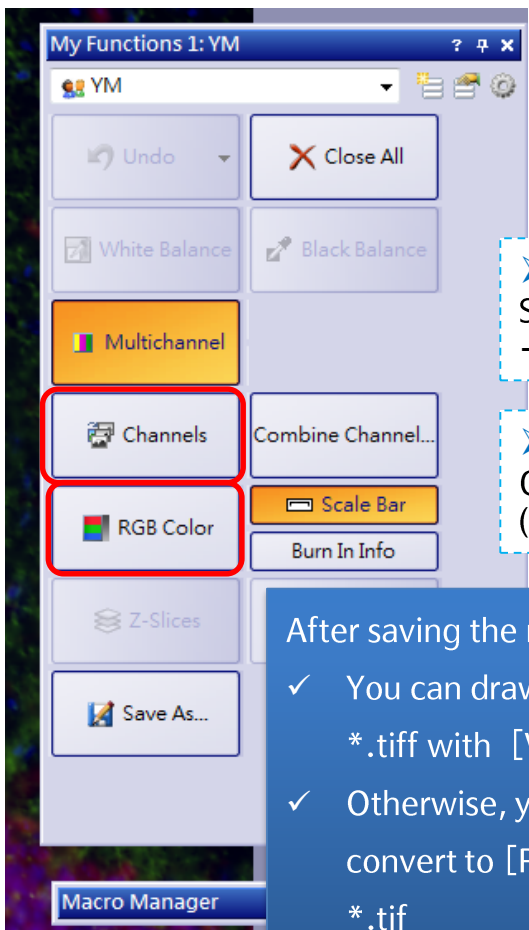 My Functions 1: YM
YM
Undo
Close All
White Balance
Black Balance
Multichannel
Channels
Combine Channel...
RGB Color
Scale Bar
Burn In Info
Z-Slices
Save As...
After saving the
✓ You can draw
*.tiff with [
✓ Otherwise,
convert to [
*.tif
Macro Manager